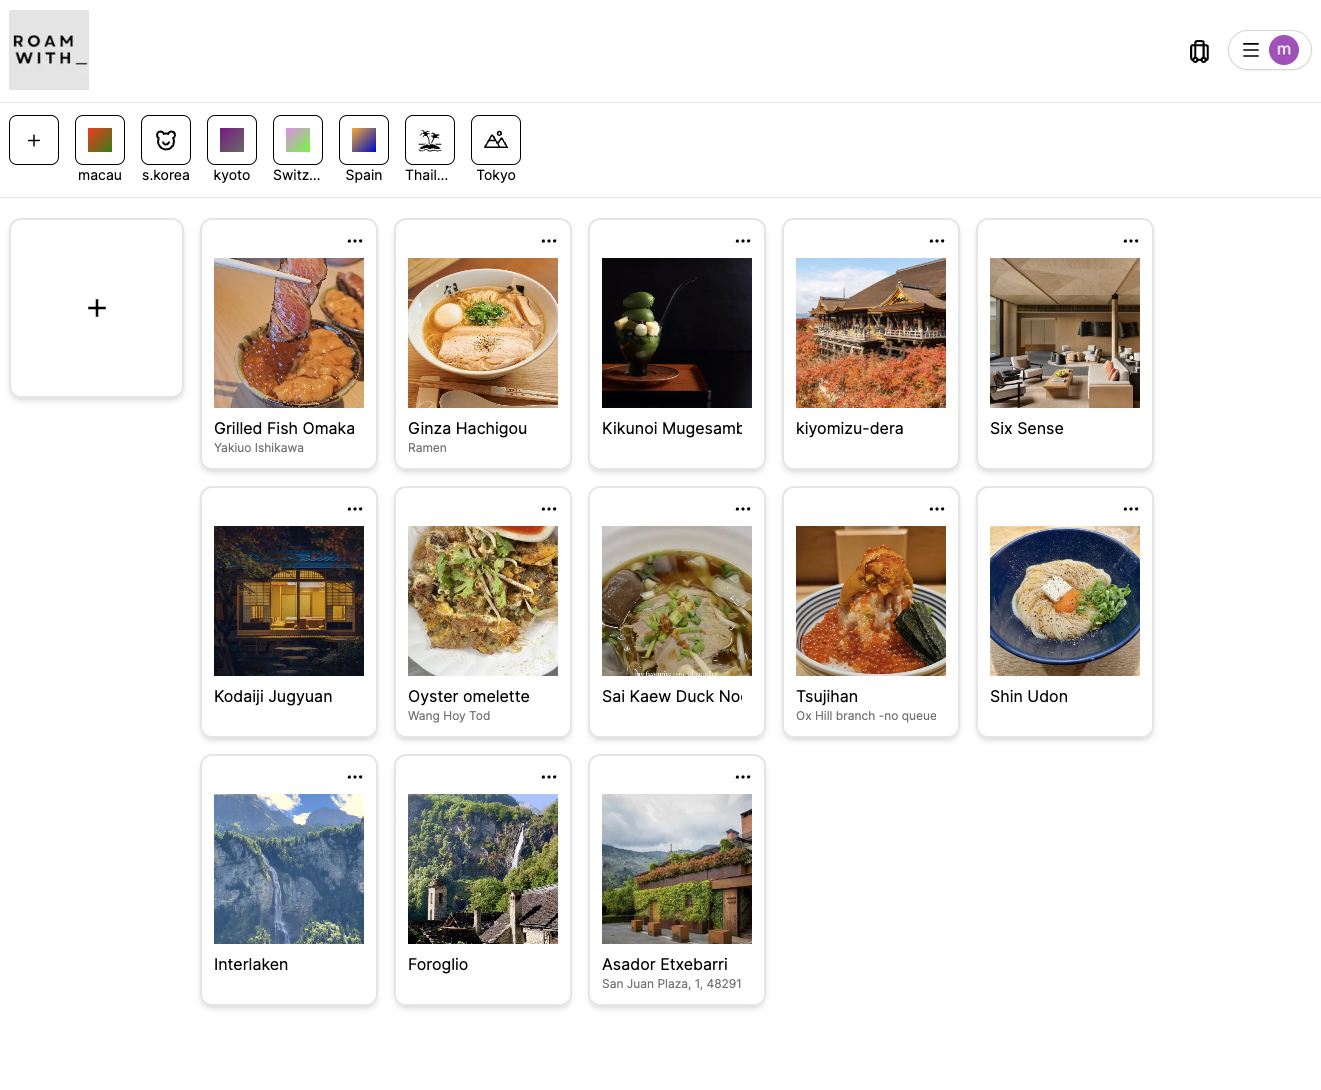 ROAM
WITH_
m
macau
s.korea
kyoto
Switz...
Spain
Thail...
Tokyo
Grilled Fish Omaka
Yakiuo Ishikawa
Ginza Hachigou
Ramen
Kikunoi Mugesamb
kiyomizu-dera
Six Sense
Kodaiji Jugyuan
Oyster omelette
Wang Hoy Tod
Sai Kaew Duck Noo
Tsujihan
Ox Hill branch -no queue
Shin Udon
Interlaken
Foroglio
Asador Etxebarri
San Juan Plaza, 1, 48291